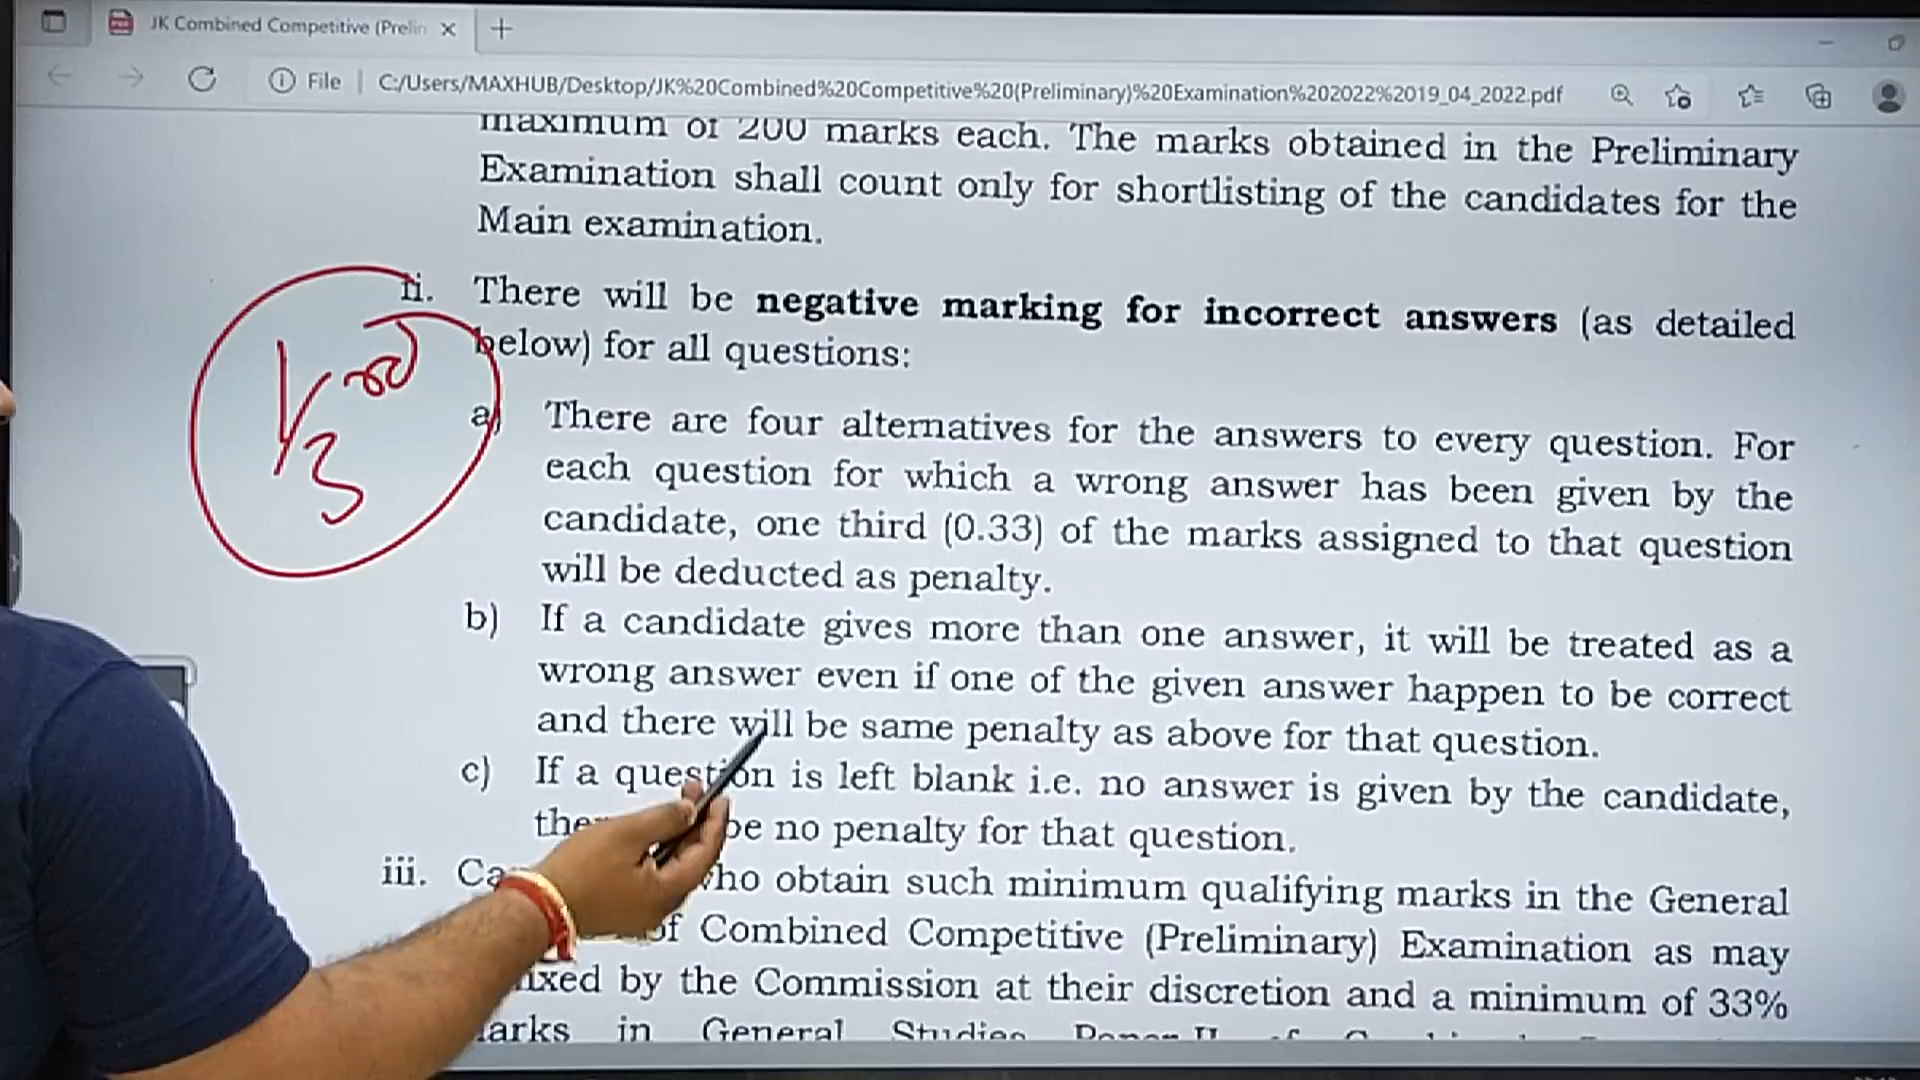 JK Combined Competitive (Prelin
File | C:/Users/MAXHUB/Desktop/JK%20Combined%20Competitive%20(Preliminary)%20Examination%202022%2019_04_2022.pdf
maximum of 200 marks each. The marks obtained in the Preliminary
Examination shall count only for shortlisting of the candidates for the
Main examination.
ii. There will be negative marking for incorrect answers (as detailed
below) for all questions:
1/3 rd
a) There are four alternatives for the answers to every question. For
each question for which a wrong answer has been given by the
candidate, one third (0.33) of the marks assigned to that question
will be deducted as penalty.
b) If a candidate gives more than one answer, it will be treated as a
wrong answer even if one of the given answer happen to be correct
and there will be same penalty as above for that question.
c) If a question is left blank i.e. no answer is given by the candidate,
be no penalty for that question.
iii. who obtain such minimum qualifying marks in the General
of Combined Competitive (Preliminary) Examination as may
by the Commission at their discretion and a minimum of 33%
in General Studies